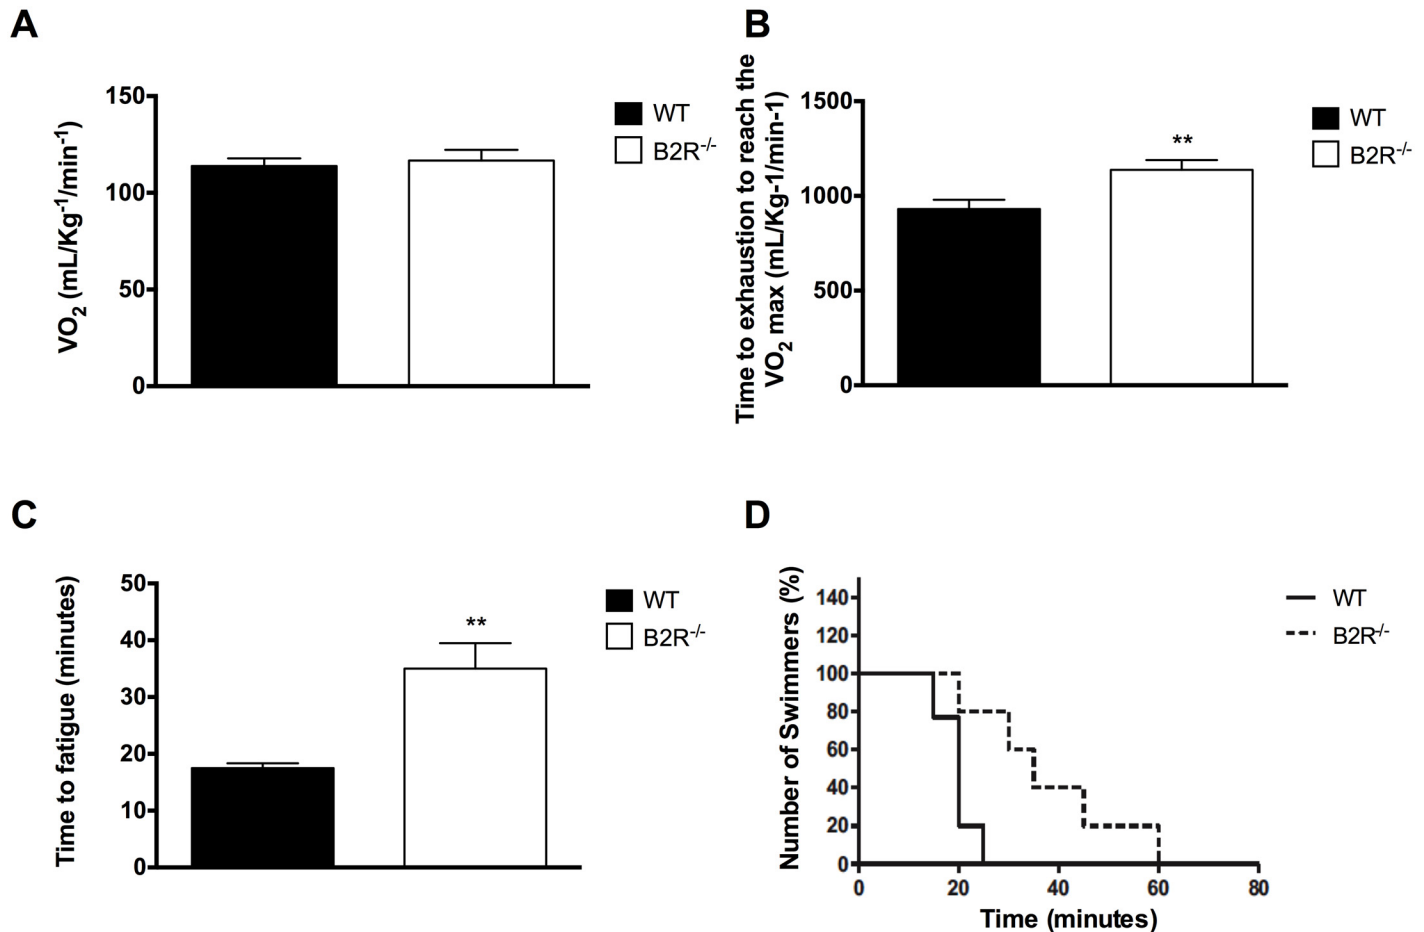 A
VO2 (mL/Kg-1/min-1)
150
100
50
0
WT
B2R-/-
B
Time to exhaustion to reach the
VO2 max (mL/Kg-1/min-1)
1500
1000
500
0
**
WT
B2R-/-
C
Time to fatigue (minutes)
50
40
30
20
10
0
**
WT
B2R-/-
D
Number of Swimmers (%)
140
120
100
80
60
40
20
0
0 20 40 60 80
Time (minutes)
WT
B2R-/-